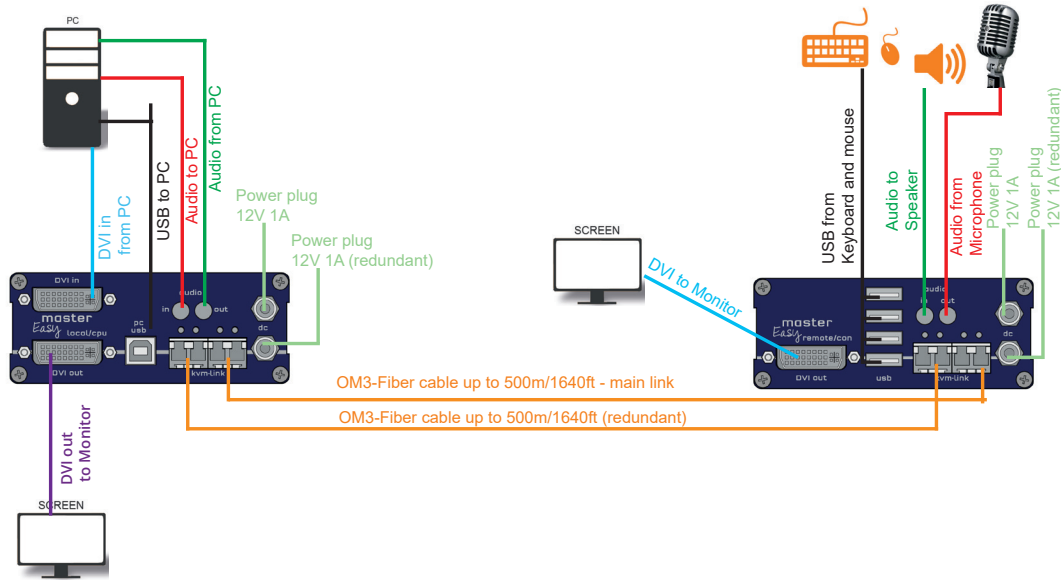 PC
Audio from PC
Audio to PC
USB to PC
DVI in
from PC
Power plug
12V 1A
Power plug
12V 1A (redundant)
DVI in
audio
in
out
master
Easy local/cpu
pc
usb
dc
DVI out
kvm-link
DVI out
to Monitor
SCREEN
OM3-Fiber cable up to 500m/1640ft - main link
OM3-Fiber cable up to 500m/1640ft (redundant)
SCREEN
DVI to Monitor
USB from
Keyboard and mouse
Audio to
Speaker
Audio from
Microphone
Power plug
12V 1A
Power plug
12V 1A (redundant)
audio
in
out
master
Easy remote/con
dc
DVI out
usb
kvm-link